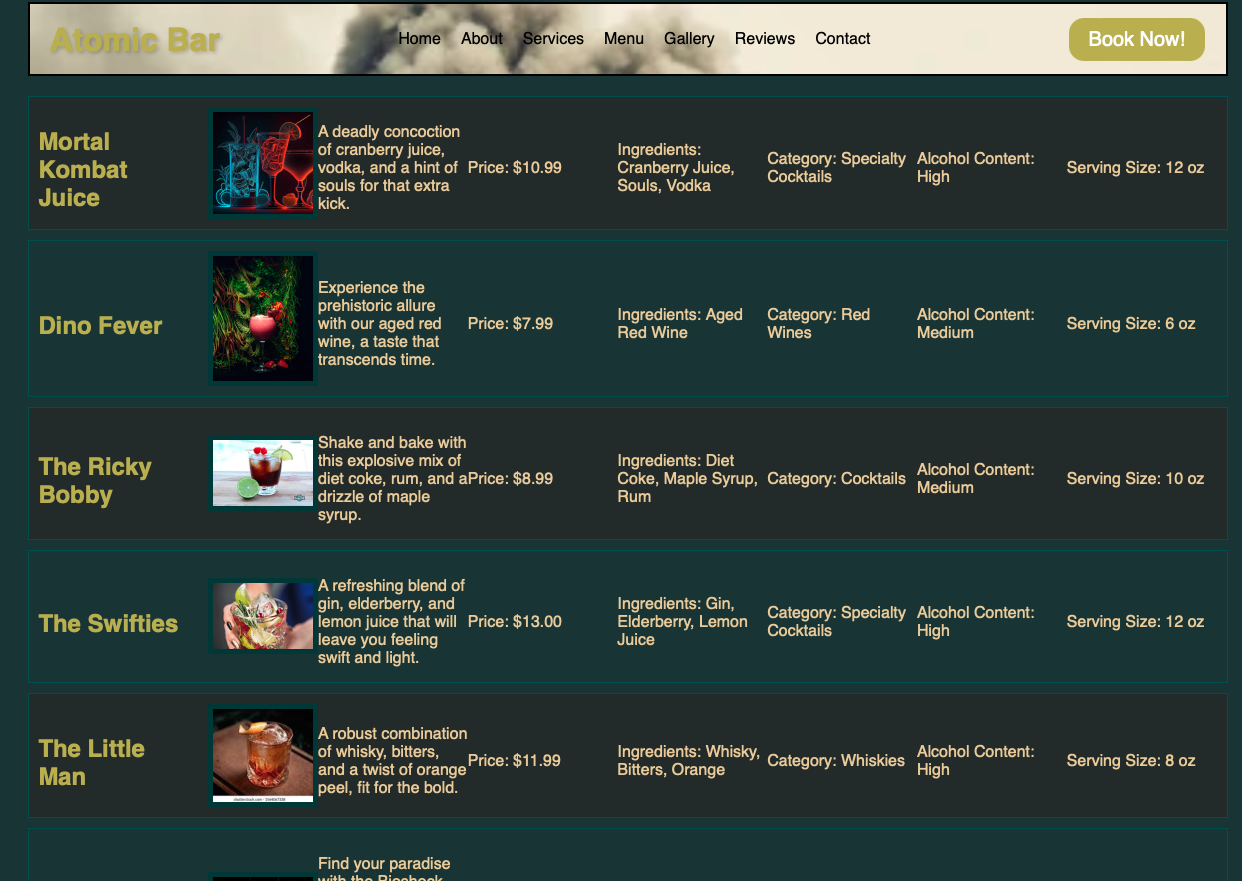 Atomic Bar
Home About Services Menu Gallery Reviews Contact
Book Now!
Mortal
Kombat
Juice
A deadly concoction
of cranberry juice,
vodka, and a hint of
souls for that extra
kick.
Price: $10.99
Ingredients:
Cranberry Juice,
Souls, Vodka
Category: Specialty
Cocktails
Alcohol Content:
High
Serving Size: 12 oz
Dino Fever
Experience the
prehistoric allure
with our aged red
wine, a taste that
transcends time.
Price: $7.99
Ingredients: Aged
Red Wine
Category: Red
Wines
Alcohol Content:
Medium
Serving Size: 6 oz
The Ricky
Bobby
Shake and bake with
this explosive mix of
diet coke, rum, and a
drizzle of maple
syrup.
Price: $8.99
Ingredients: Diet
Coke, Maple Syrup,
Rum
Category: Cocktails
Alcohol Content:
Medium
Serving Size: 10 oz
The Swifties
A refreshing blend of
gin, elderberry, and
lemon juice that will
leave you feeling
swift and light.
Price: $13.00
Ingredients: Gin,
Elderberry, Lemon
Juice
Category: Specialty
Cocktails
Alcohol Content:
High
Serving Size: 12 oz
The Little
Man
A robust combination
of whisky, bitters,
and a twist of orange
peel, fit for the bold.
Price: $11.99
Ingredients: Whisky,
Bitters, Orange
Category: Whiskies
Alcohol Content:
High
Serving Size: 8 oz
Find your paradise